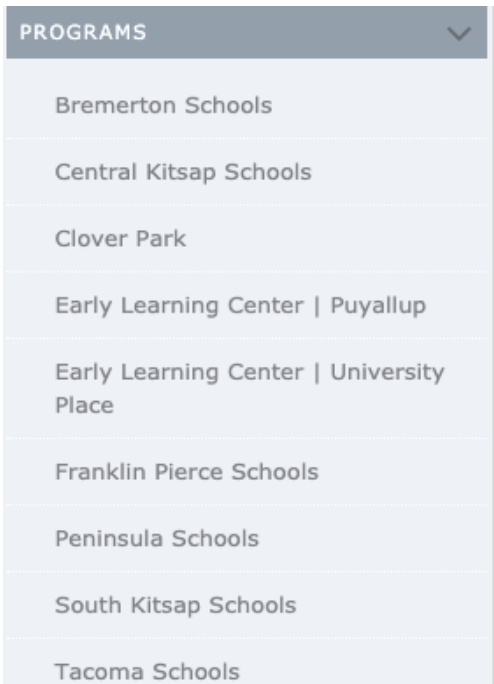 PROGRAMS
Bremerton Schools
Central Kitsap Schools
Clover Park
Early Learning Center | Puyallup
Early Learning Center | University
Place
Franklin Pierce Schools
Peninsula Schools
South Kitsap Schools
Tacoma Schools